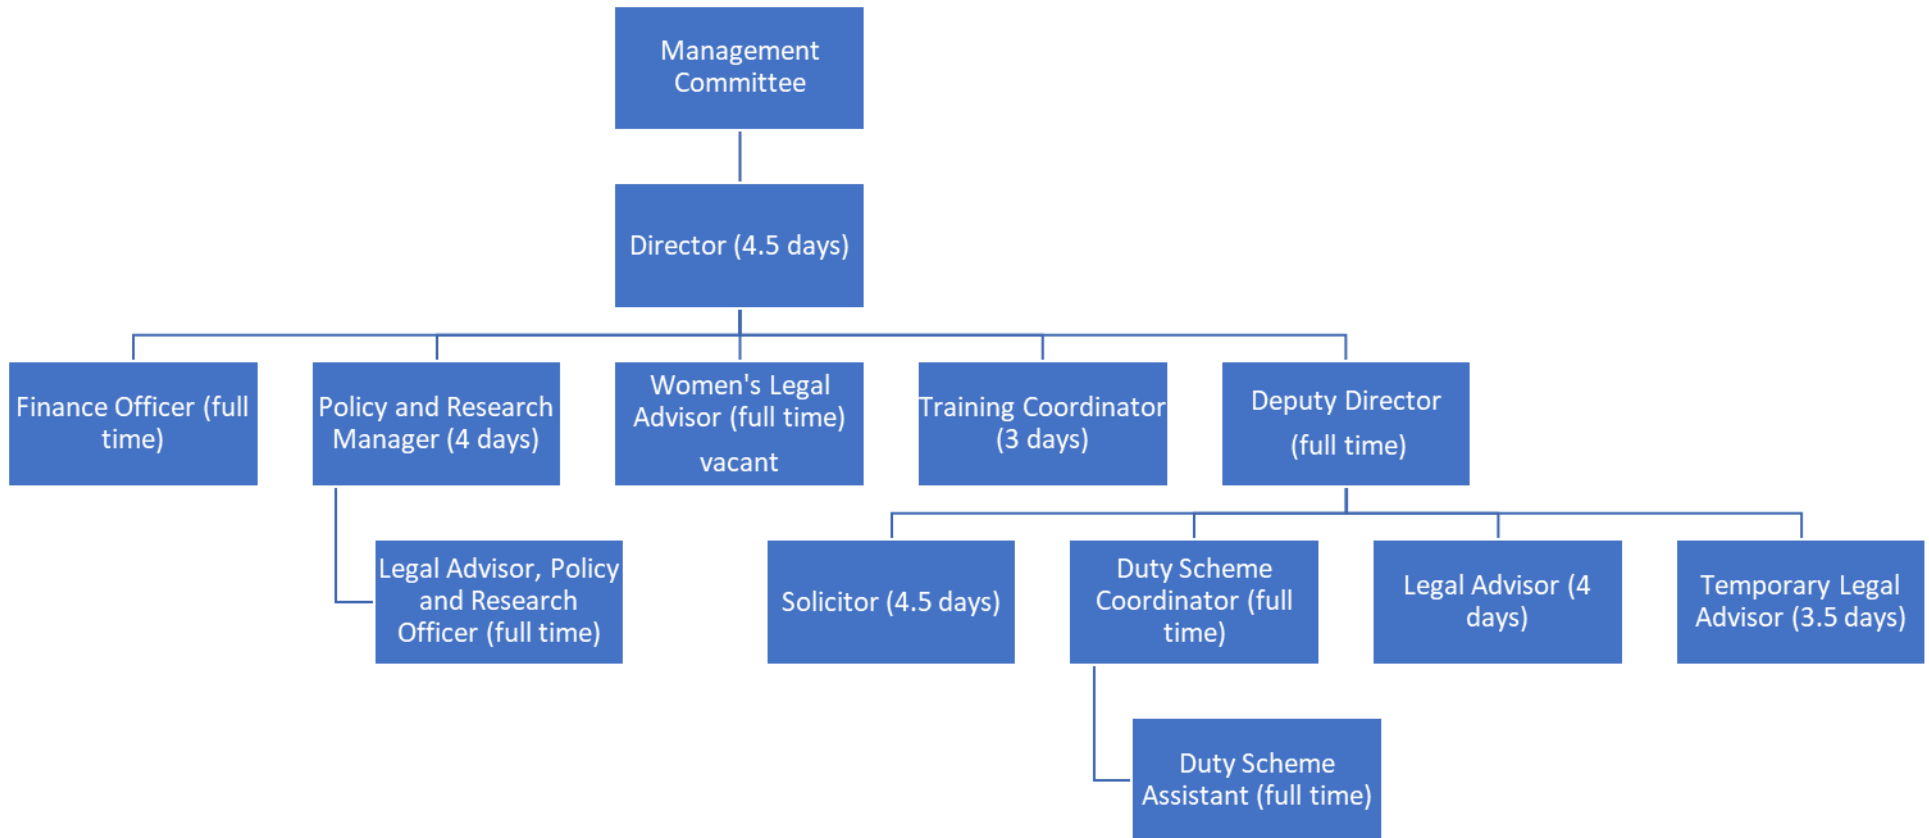 Management
Committee
Director (4.5 days)
Finance Officer (full
time)
Policy and Research
Manager (4 days)
Women's Legal
Advisor (full time)
vacant
Training Coordinator
(3 days)
Deputy Director
(full time)
Legal Advisor, Policy
and Research
Officer (full time)
Solicitor (4.5 days)
Duty Scheme
Coordinator (full
time)
Legal Advisor (4
days)
Temporary Legal
Advisor (3.5 days)
Duty Scheme
Assistant (full time)